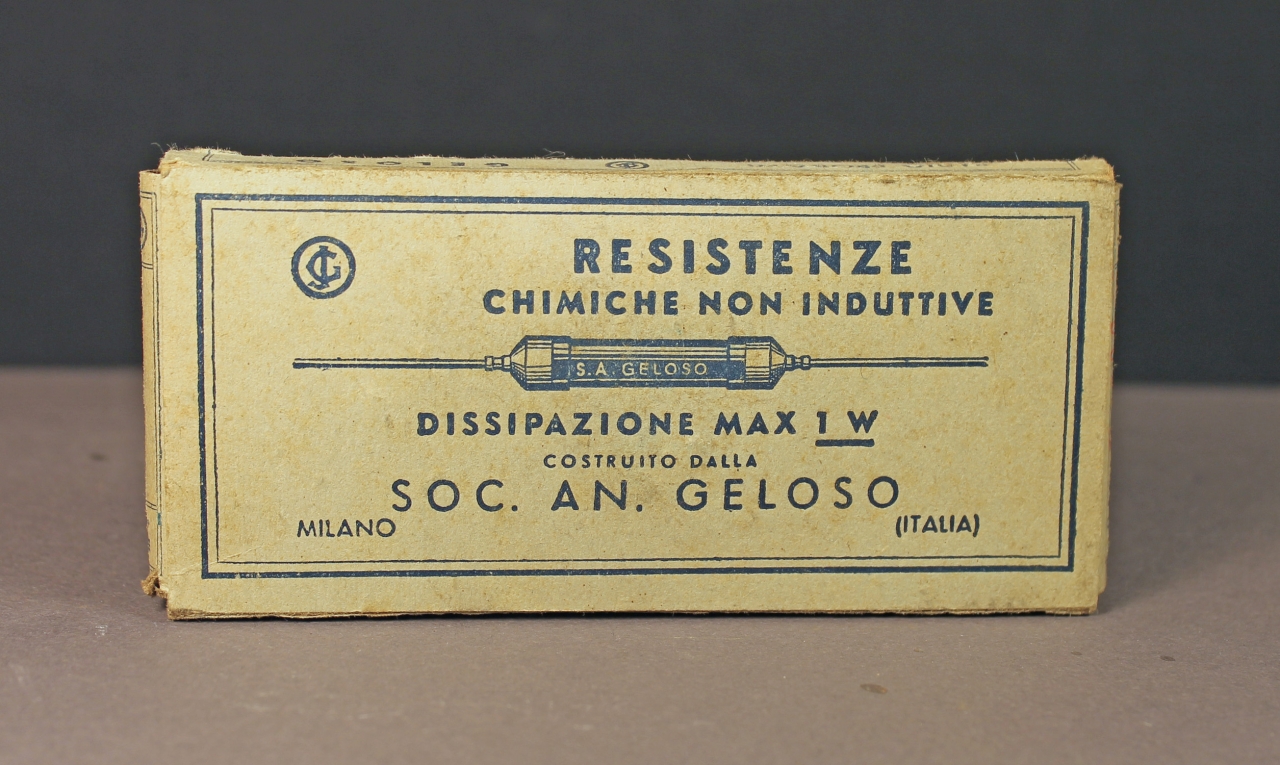 RESISTENZE
CHIMICHE NON INDUTTIVE
S.A. GELOSO
DISSIPAZIONE MAX 1 W
COSTRUITO DALLA
SOC. AN. GELOSO
MILANO (ITALIA)